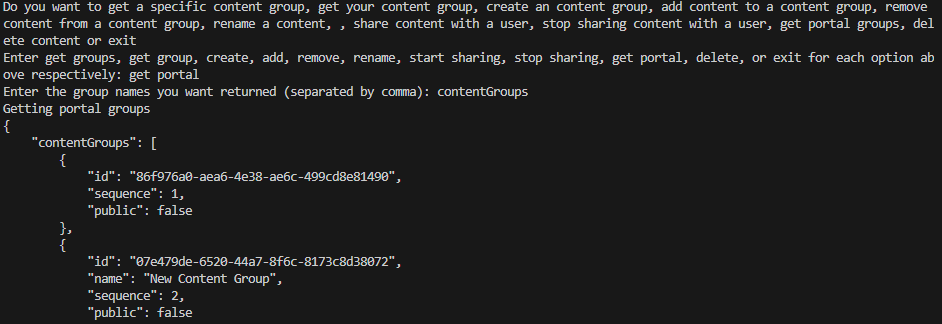 Do you want to get a specific content group, get your content group, create an content group, add content to a content group, remove
content from a content group, rename a content, , share content with a user, stop sharing content with a user, get portal groups, del
ete content or exit
Enter get groups, get group, create, add, remove, rename, start sharing, stop sharing, get portal, delete, or exit for each option ab
ove respectively: get portal
Enter the group names you want returned (separated by comma): contentGroups
Getting portal groups
{
    "contentGroups": [
        {
            "id": "86f976a0-aea6-4e38-ae6c-499cd8e81490",
            "sequence": 1,
            "public": false
        },
        {
            "id": "07e479de-6520-44a7-8f6c-8173c8d38072",
            "name": "New Content Group",
            "sequence": 2,
            "public": false